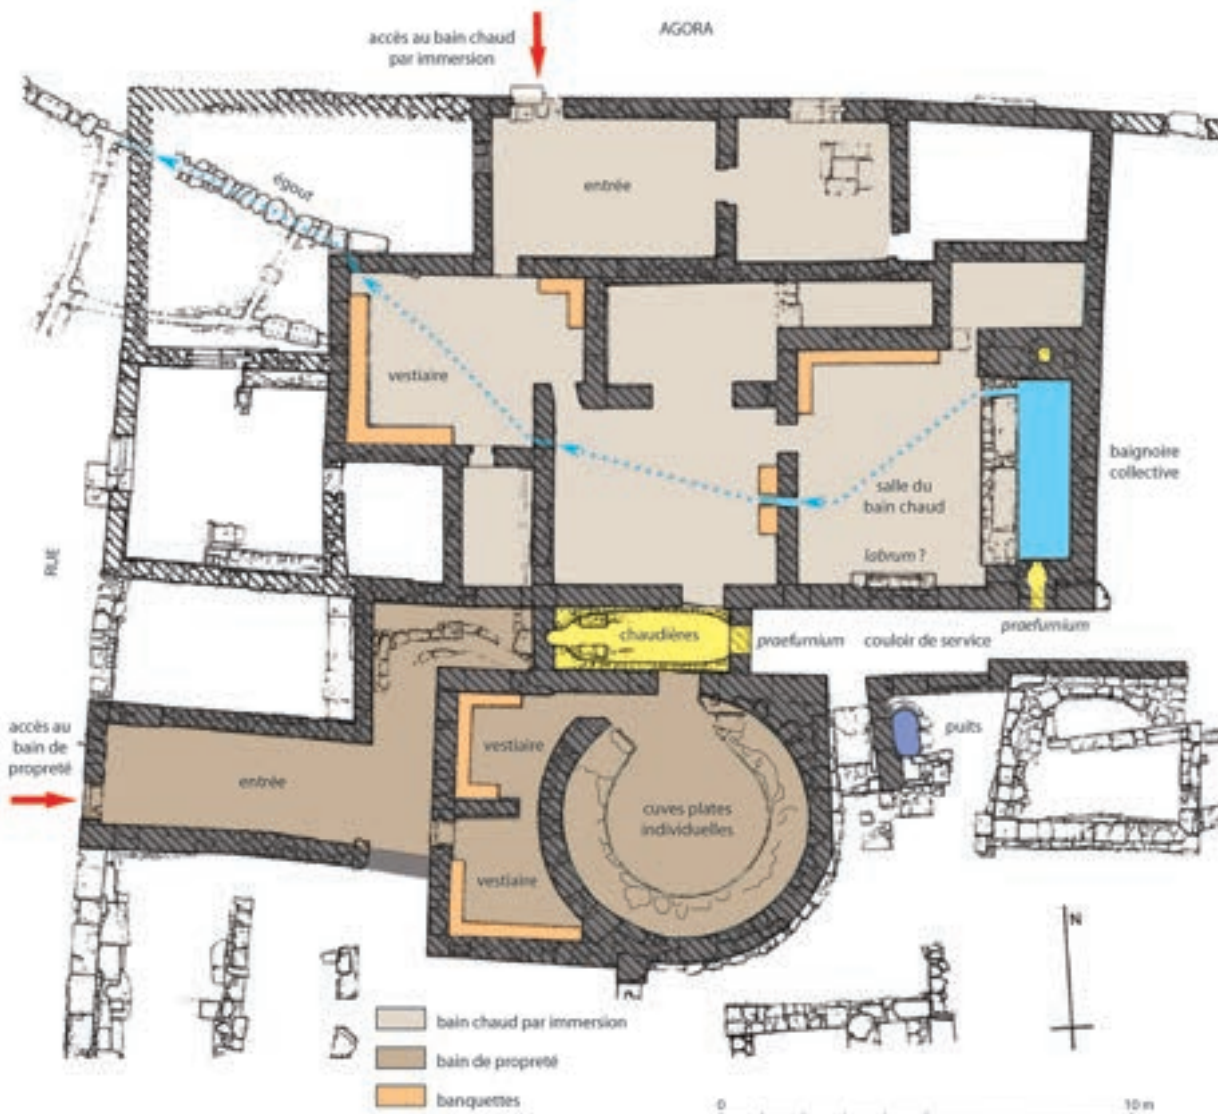 AGORA
accès au bain chaud
par immersion
égout
entrée
vestiaire
baignoire
collective
salle du
bain chaud
labrum ?
RUE
chaudières
praefurnium
couloir de service
praefurnium
accès au
bain de
propreté
entrée
vestiaire
puits
cuves plates
individuelles
vestiaire
N
bain chaud par immersion
bain de propreté
banquettes
0
10 m